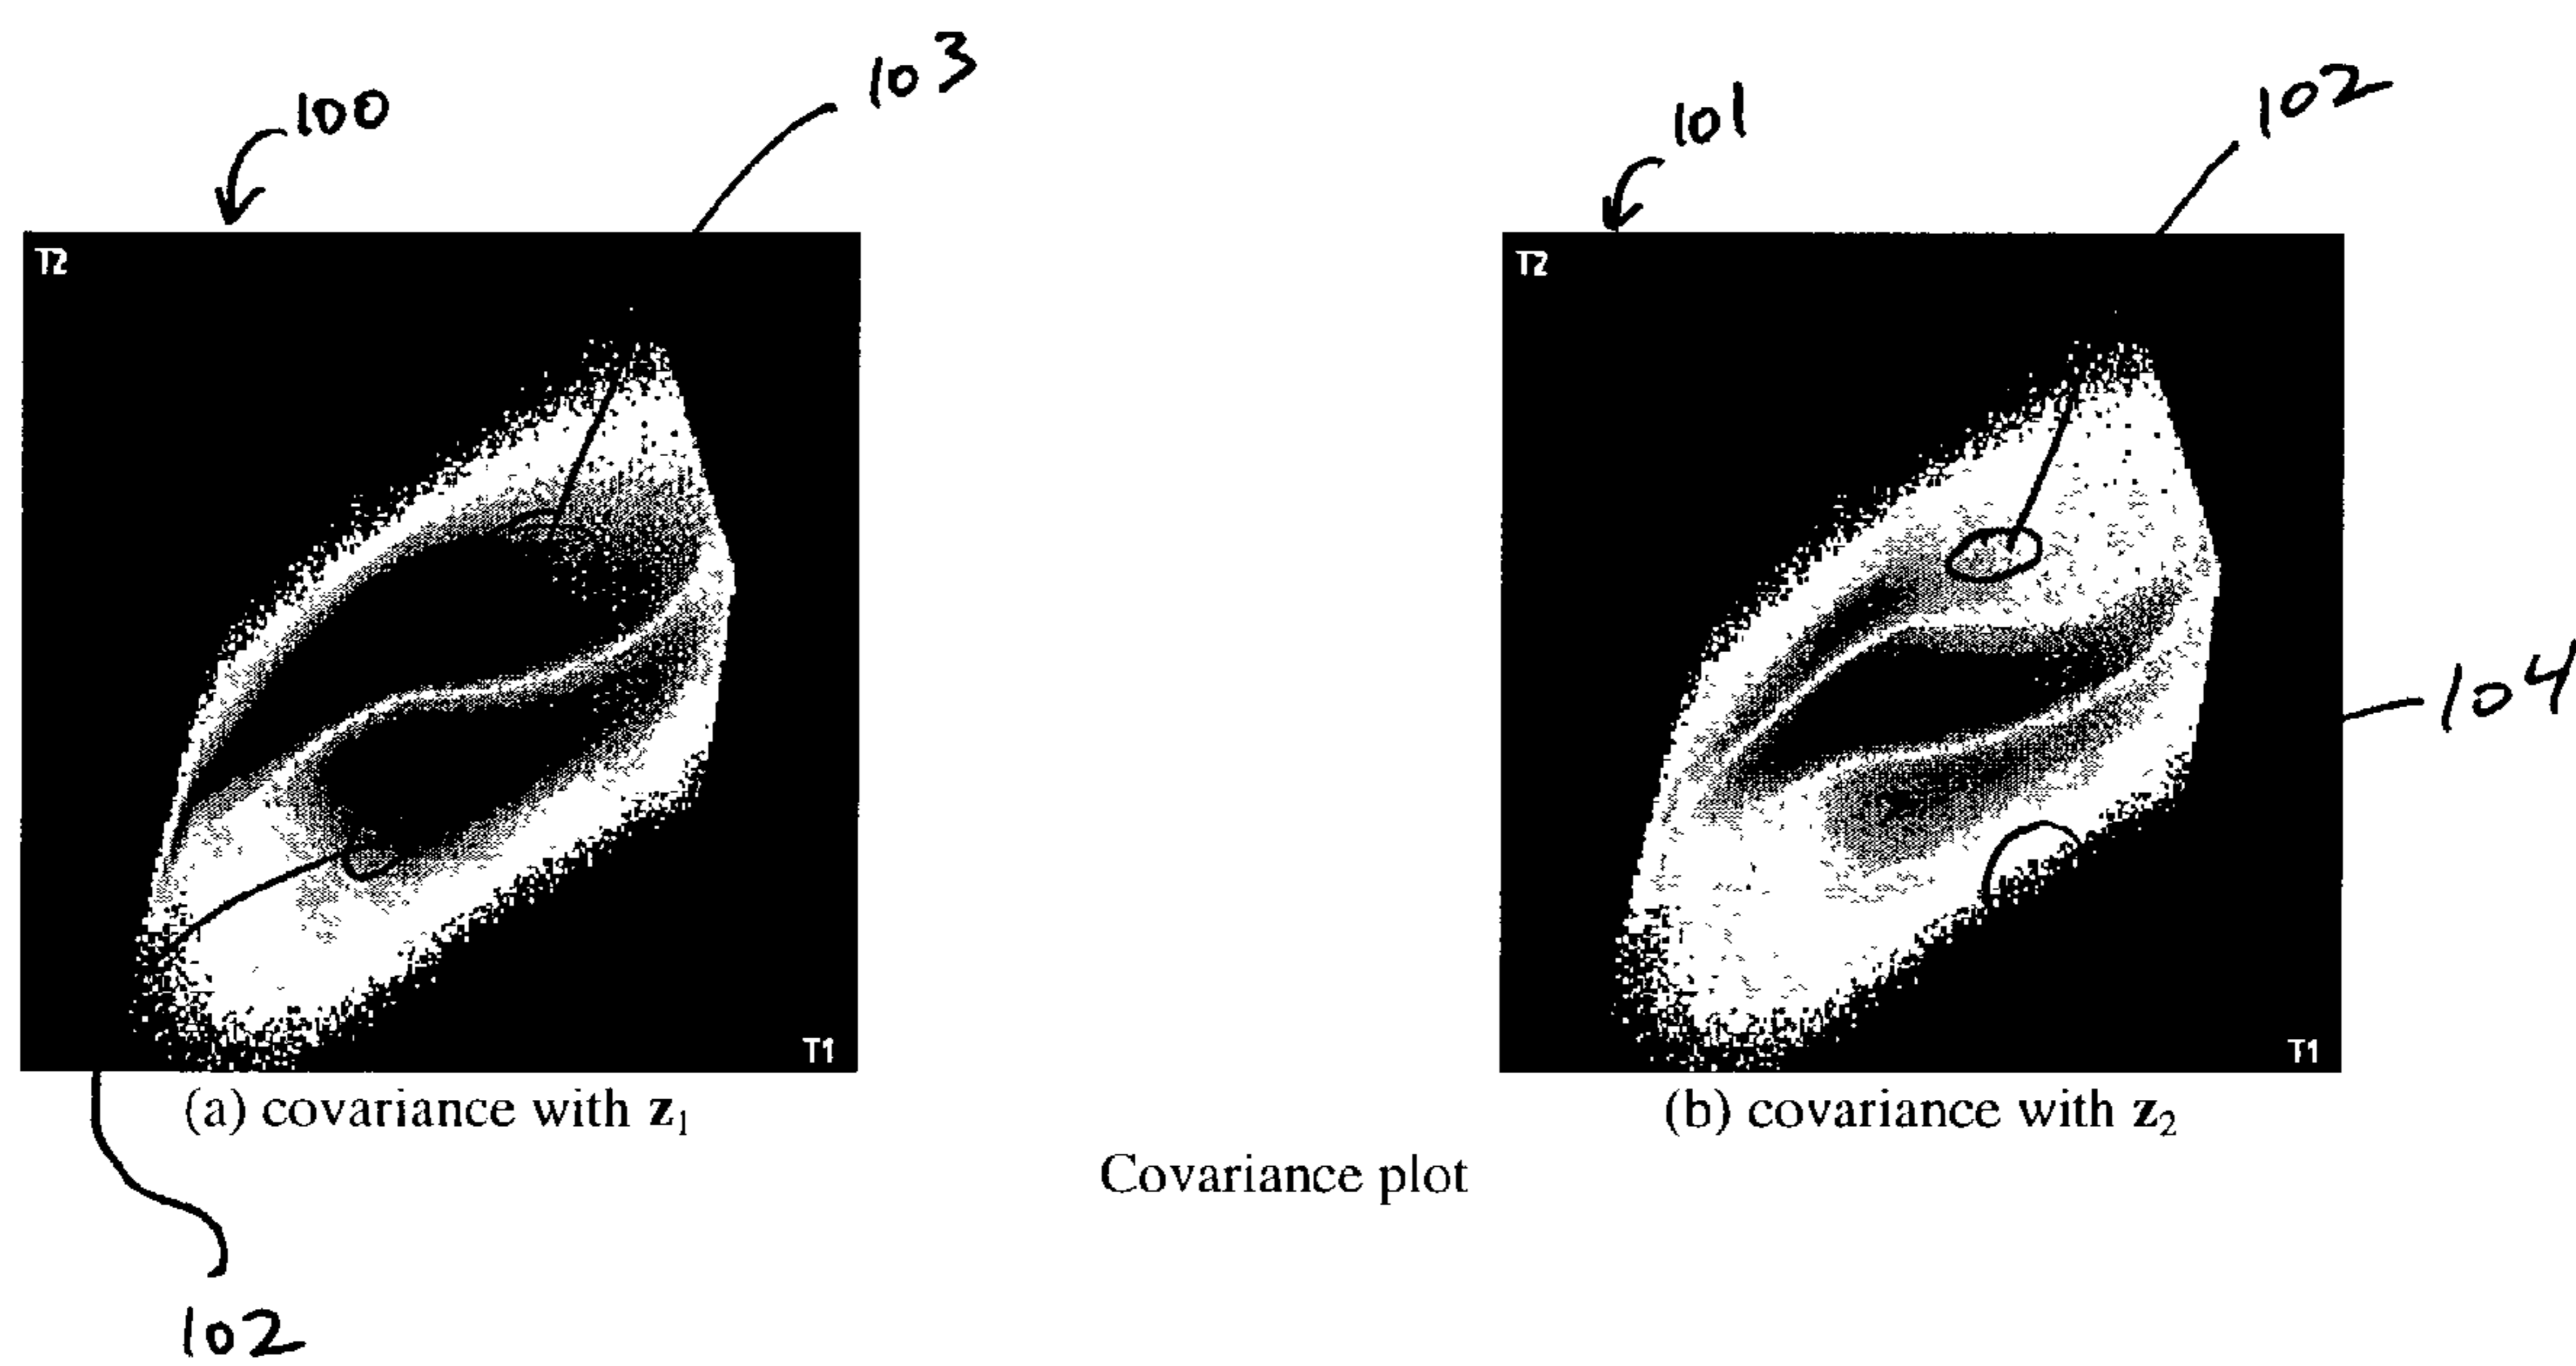 103
100
102
101
T2
T2
104
T1
T1
(a) covariance with z₁
(b) covariance with z₂
Covariance plot
102